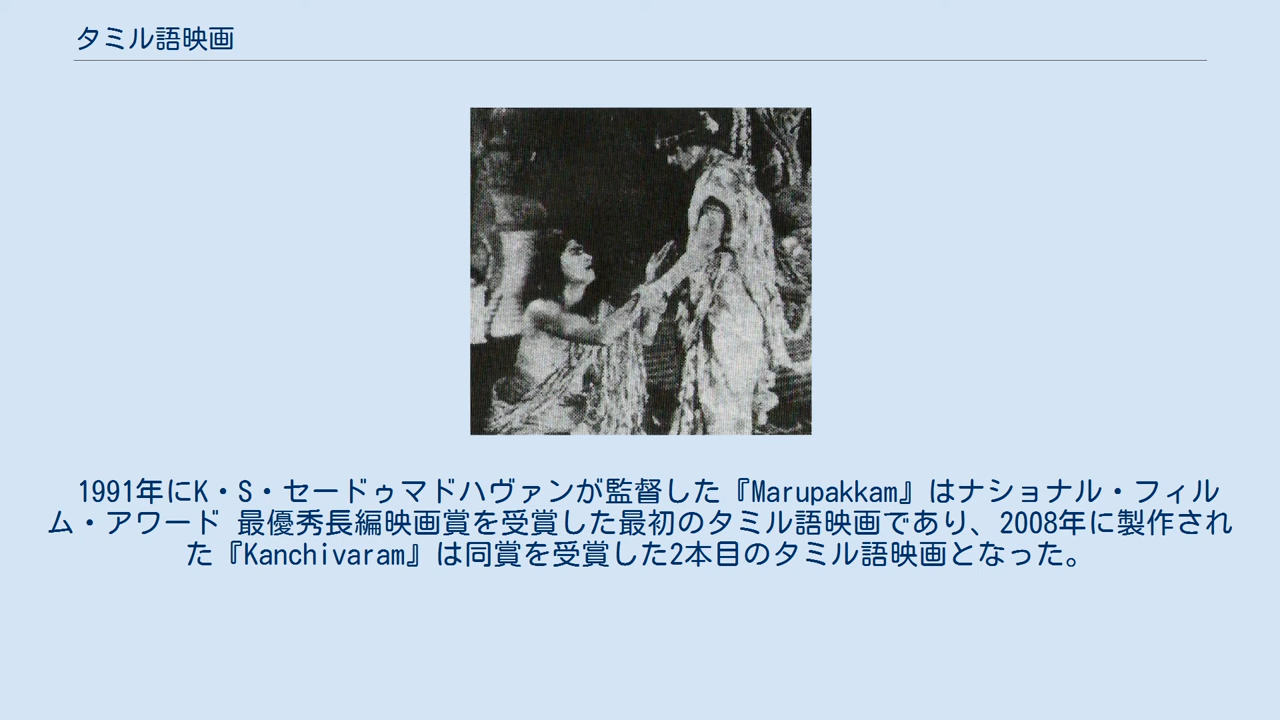 タミル語映画
1991年にK・S・セードゥマドハヴァンが監督した『Marupakkam』はナショナル・フィル
ム・アワード 最優秀長編映画賞を受賞した最初のタミル語映画であり、2008年に製作され
た『Kanchivaram』は同賞を受賞した2本目のタミル語映画となった。